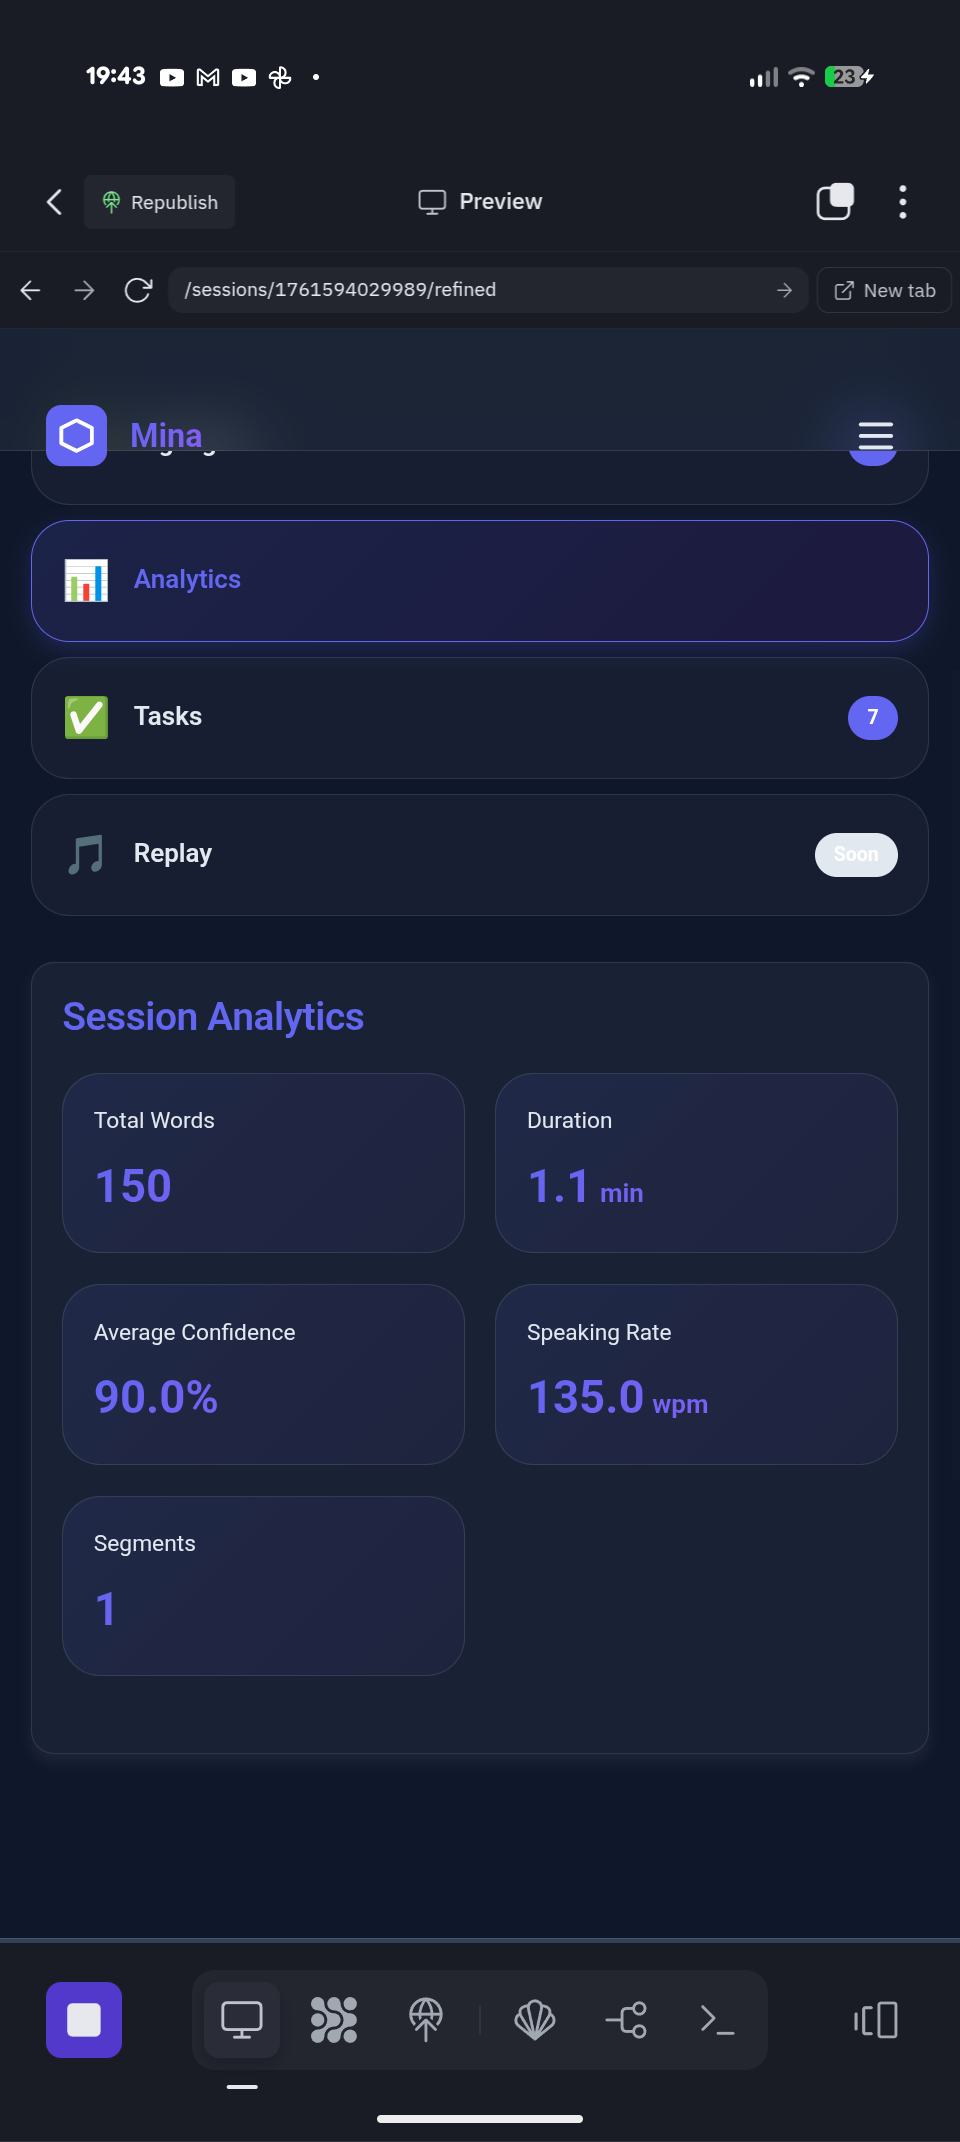 19:43
23
Republish
Preview
/sessions/1761594029989/refined
New tab
Mina
Analytics
Tasks
7
Replay
Soon
Session Analytics
Total Words
150
Duration
1.1 min
Average Confidence
90.0%
Speaking Rate
135.0 wpm
Segments
1